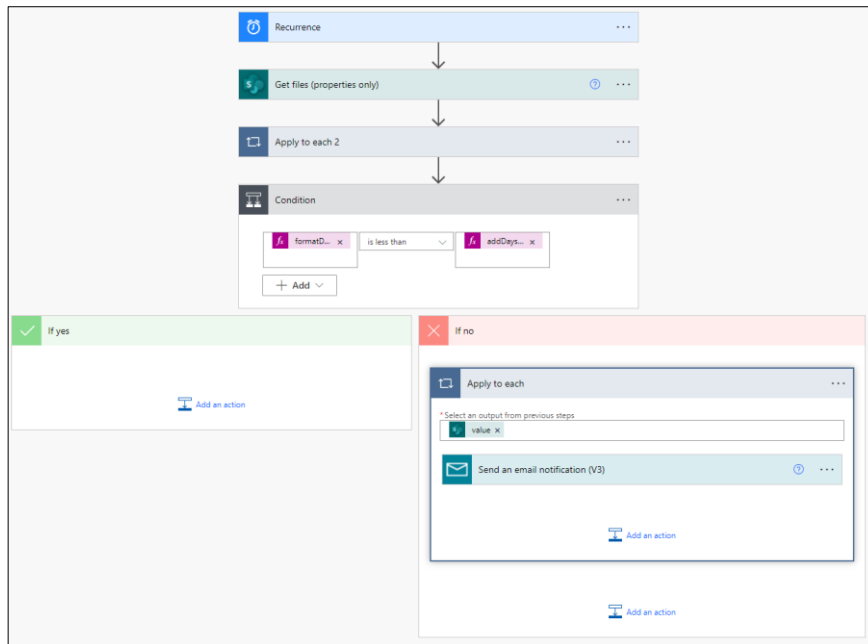 Recurrence
Get files (properties only)
Apply to each 2
Condition
formatD...
is less than
addDays...
Add
If yes
Add an action
If no
Apply to each
* Select an output from previous steps
value
Send an email notification (V3)
Add an action
Add an action